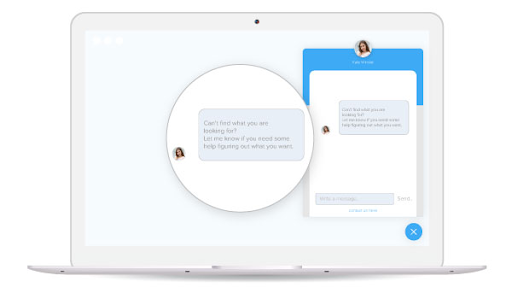 Can't find what you are
looking for?
Let me know if you need some
help figuring out what you want.
Can't find what you are
looking for?
Let me know if you need some
help figuring out what you want.
Write a message...
Send